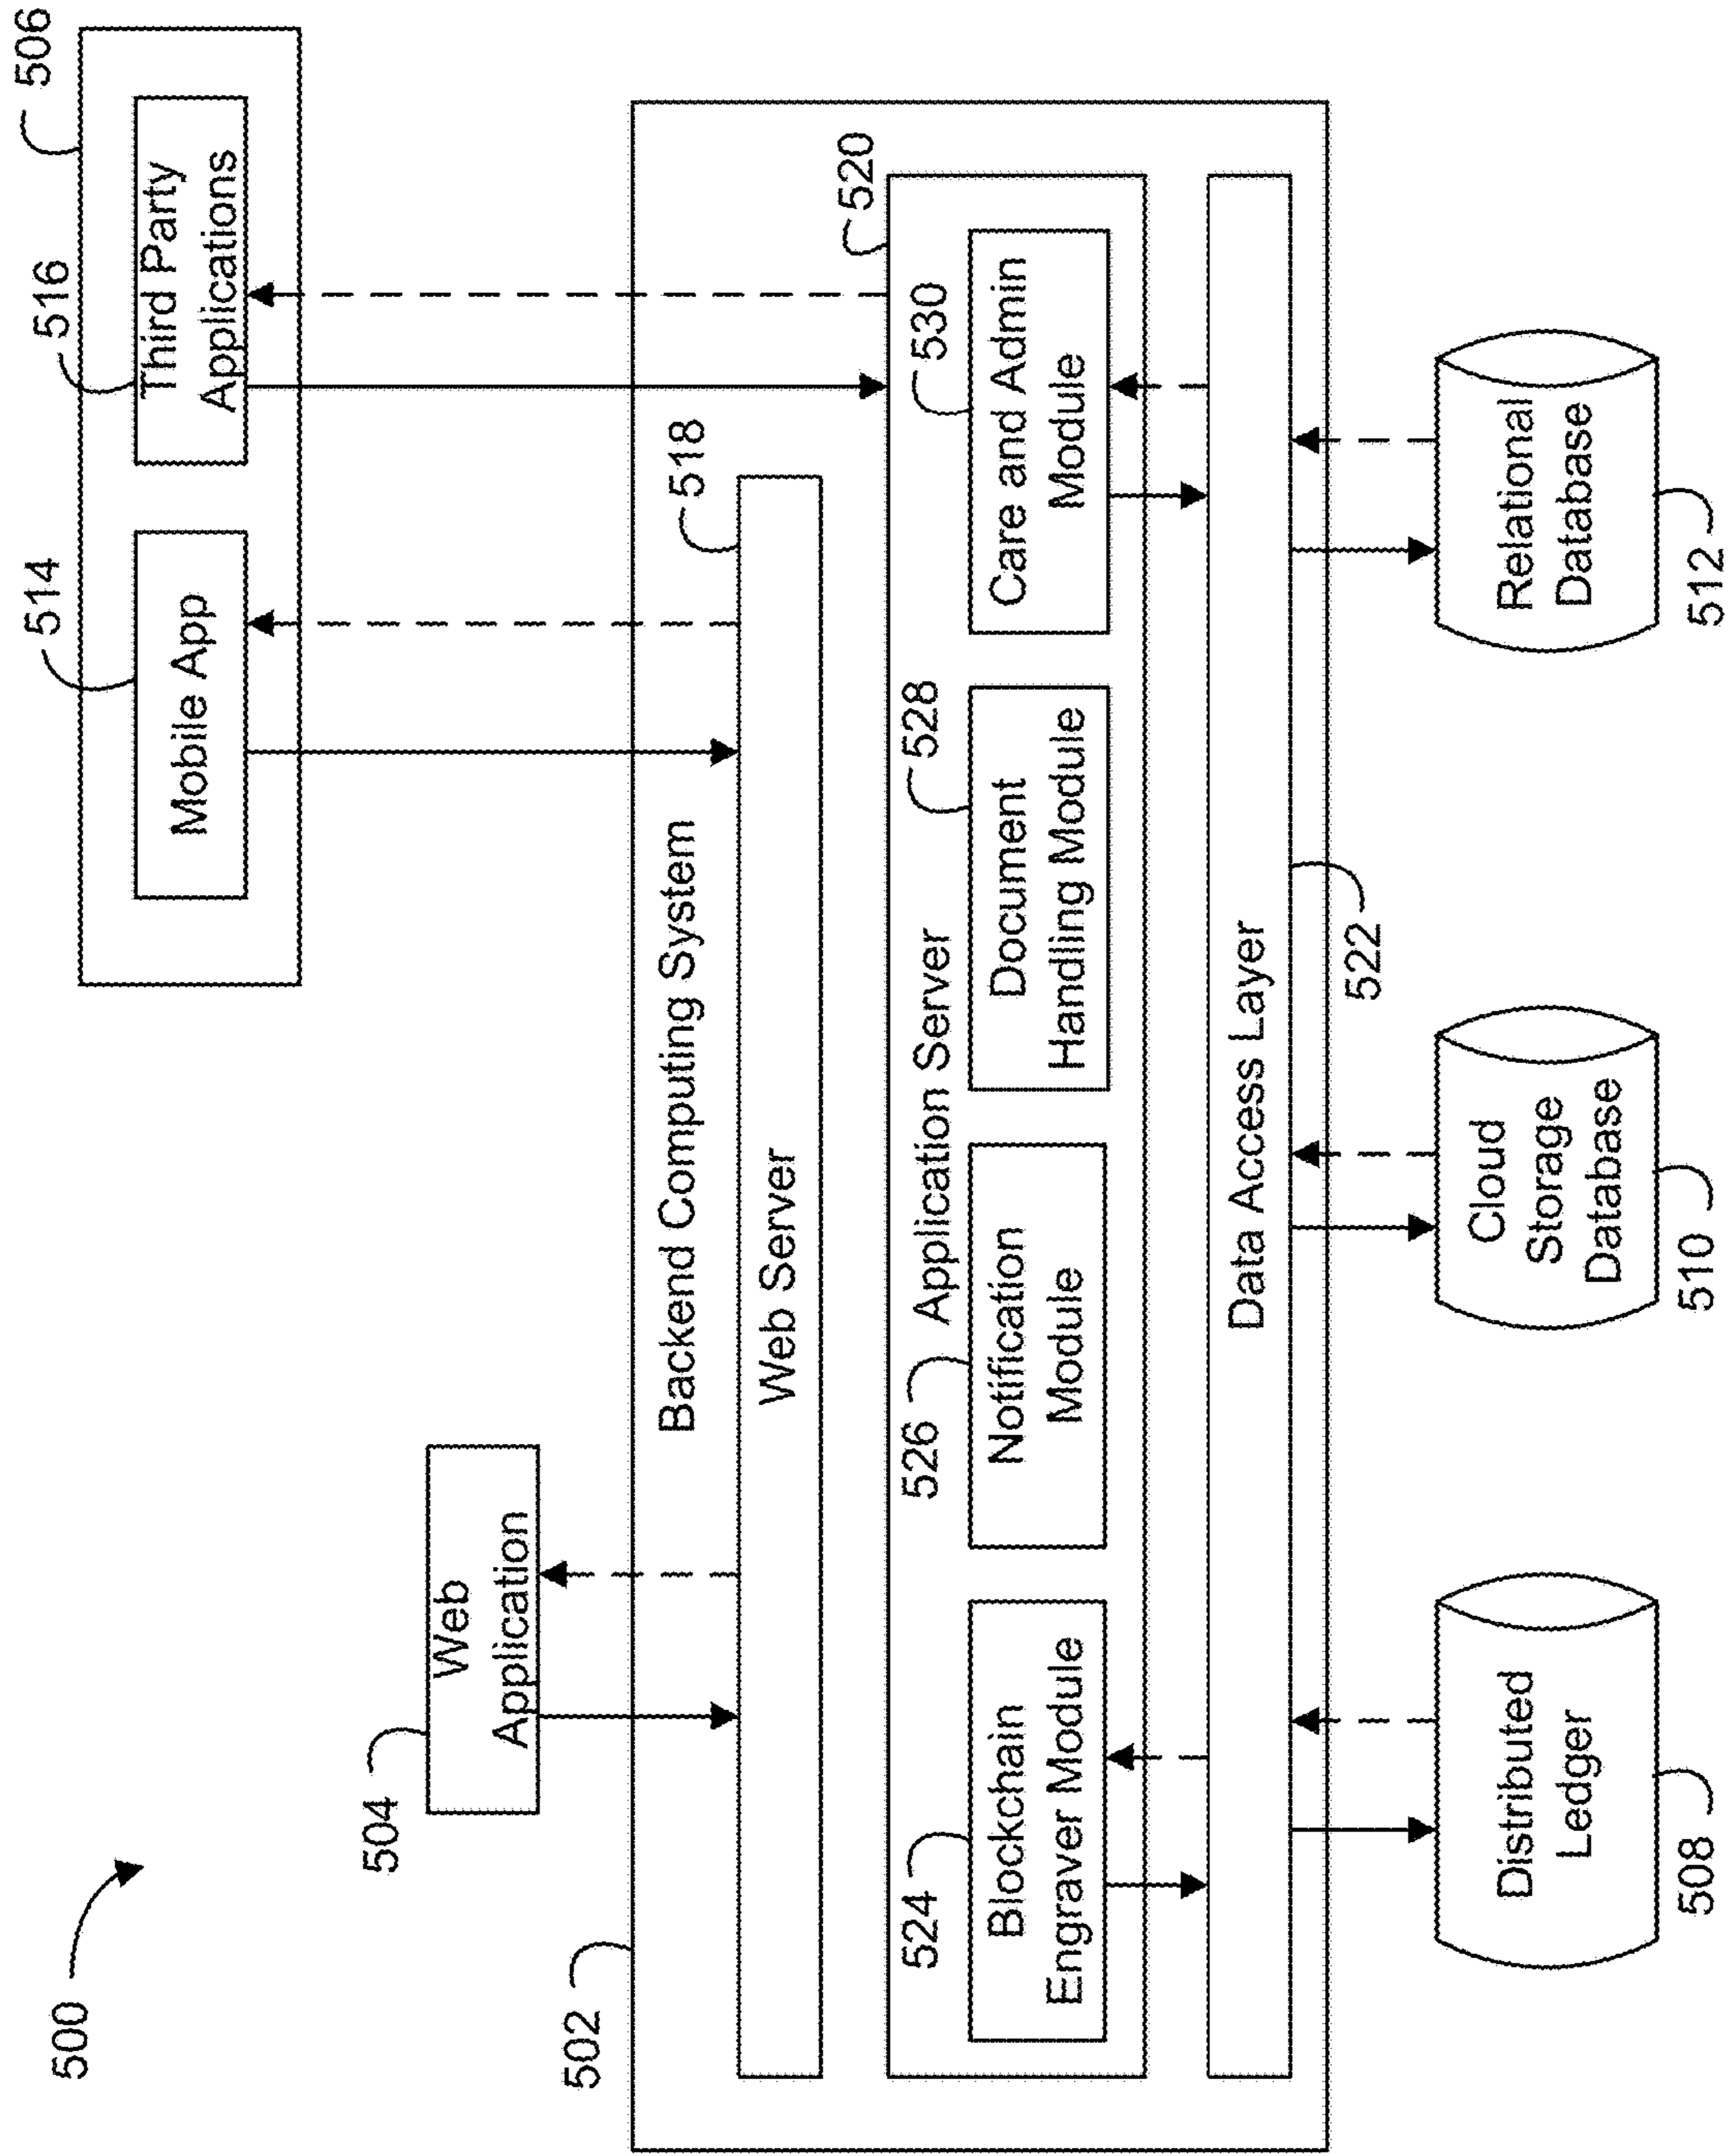 500
506
514
516
Mobile App
Third Party
Applications
504
Web
Application
502
Backend Computing System
518
Web Server
520
Application Server
524
526
528
530
Blockchain
Engraver Module
Notification
Module
Document
Handling Module
Care and Admin
Module
Data Access Layer
522
Distributed
Ledger
Cloud
Storage
Database
Relational
Database
508
510
512